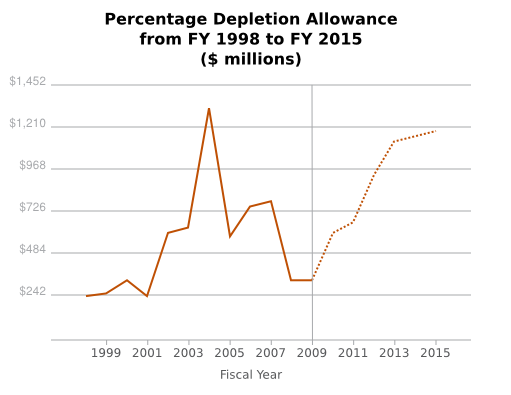 Percentage Depletion Allowance
from FY 1998 to FY 2015
($ millions)
$1,452
$1,210
$968
$726
$484
$242
1999 2001 2003 2005 2007 2009 2011 2013 2015
Fiscal Year